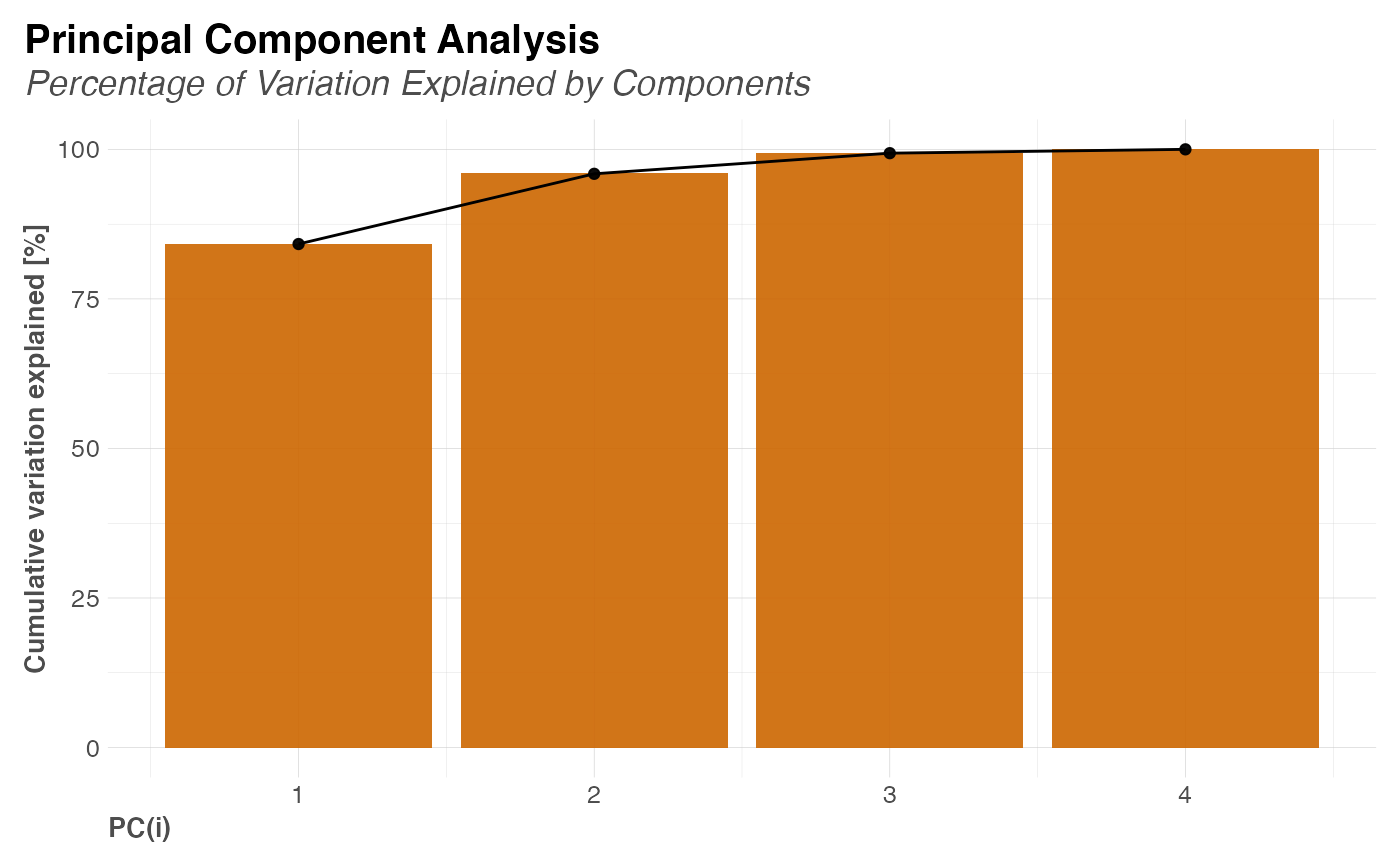 Principal Component Analysis
Percentage of Variation Explained by Components
Cumulative variation explained [%]
100
75
50
25
0
1 2 3 4
PC(i)